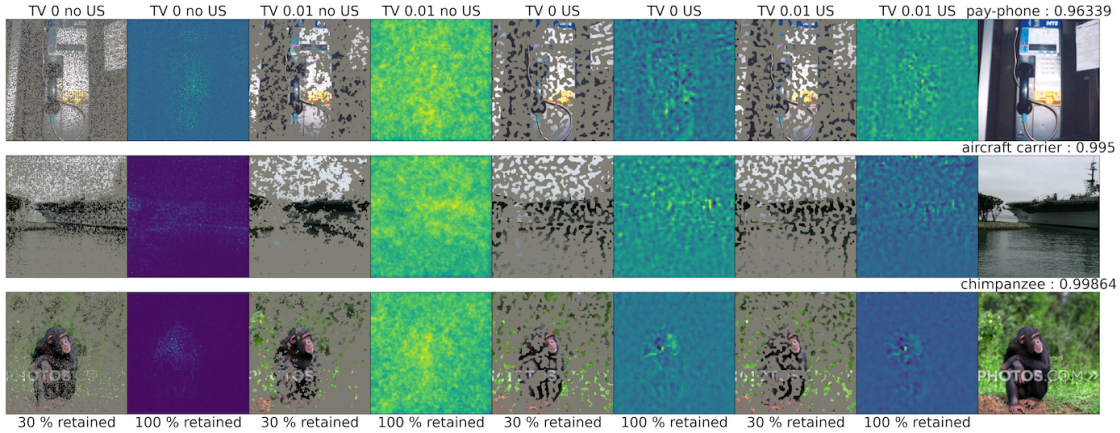 TV 0 no US TV 0 no US TV 0.01 no US TV 0.01 no US TV 0 US TV 0 US TV 0.01 US TV 0.01 US pay-phone : 0.96339
MTS
aircraft carrier : 0.995
chimpanzee : 0.99864
PHOTOS.COM
30 % retained 100 % retained 30 % retained 100 % retained 30 % retained 100 % retained 30 % retained 100 % retained